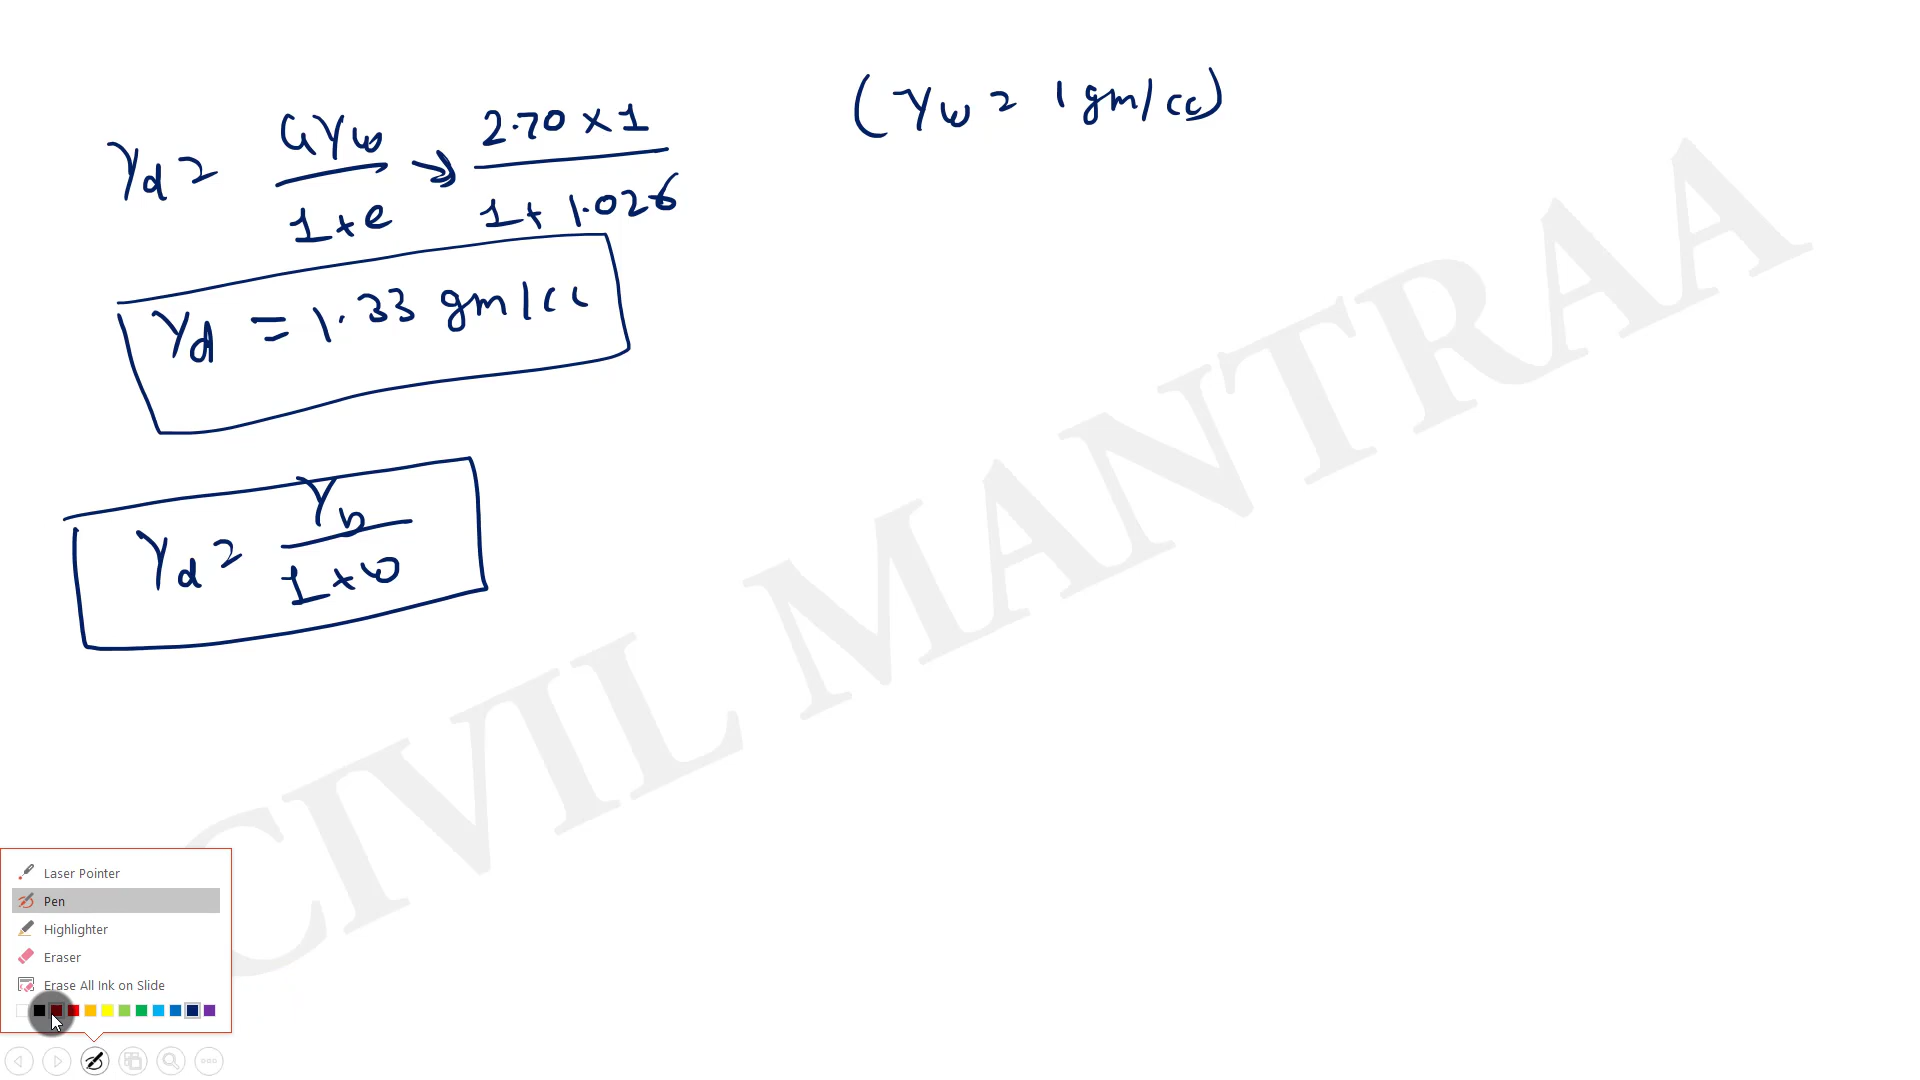 γd = Gγw / 1+e → 2.70 × 1 / 1 + 1.026
(γw = 1 gm/cc)
γd = 1.33 gm/cc
γd = γb / 1+w
CIVIL MANTRAA
Laser Pointer
Pen
Highlighter
Eraser
Erase All Ink on Slide